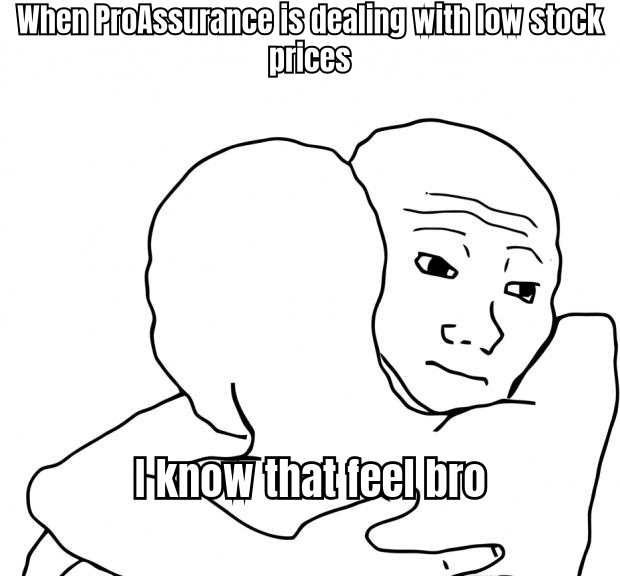 When ProAssurance is dealing with low stock
prices
I know that feel bro